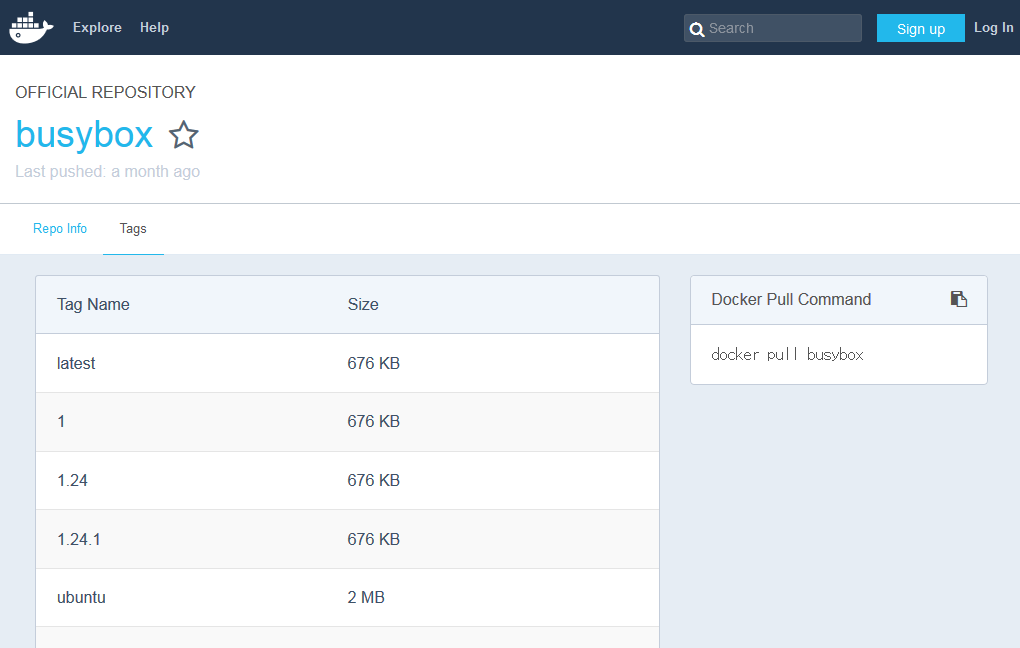 Explore Help Search Sign up Log In
OFFICIAL REPOSITORY
busybox
Last pushed: a month ago
Repo Info Tags
Tag Name Size
latest 676 KB
1 676 KB
1.24 676 KB
1.24.1 676 KB
ubuntu 2 MB
Docker Pull Command
docker pull busybox